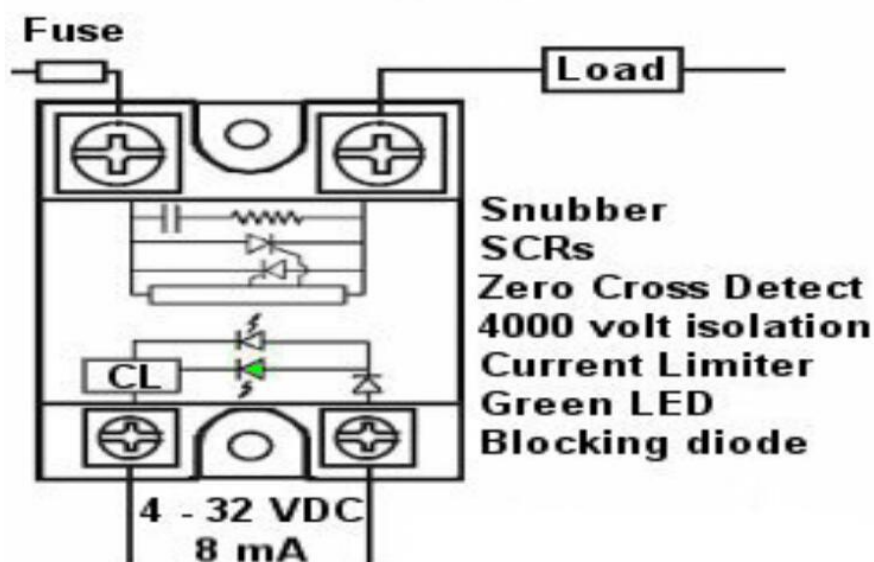 Fuse
Load
Snubber
SCRs
Zero Cross Detect
4000 volt isolation
Current Limiter
CL
Green LED
Blocking diode
4 - 32 VDC
8 mA